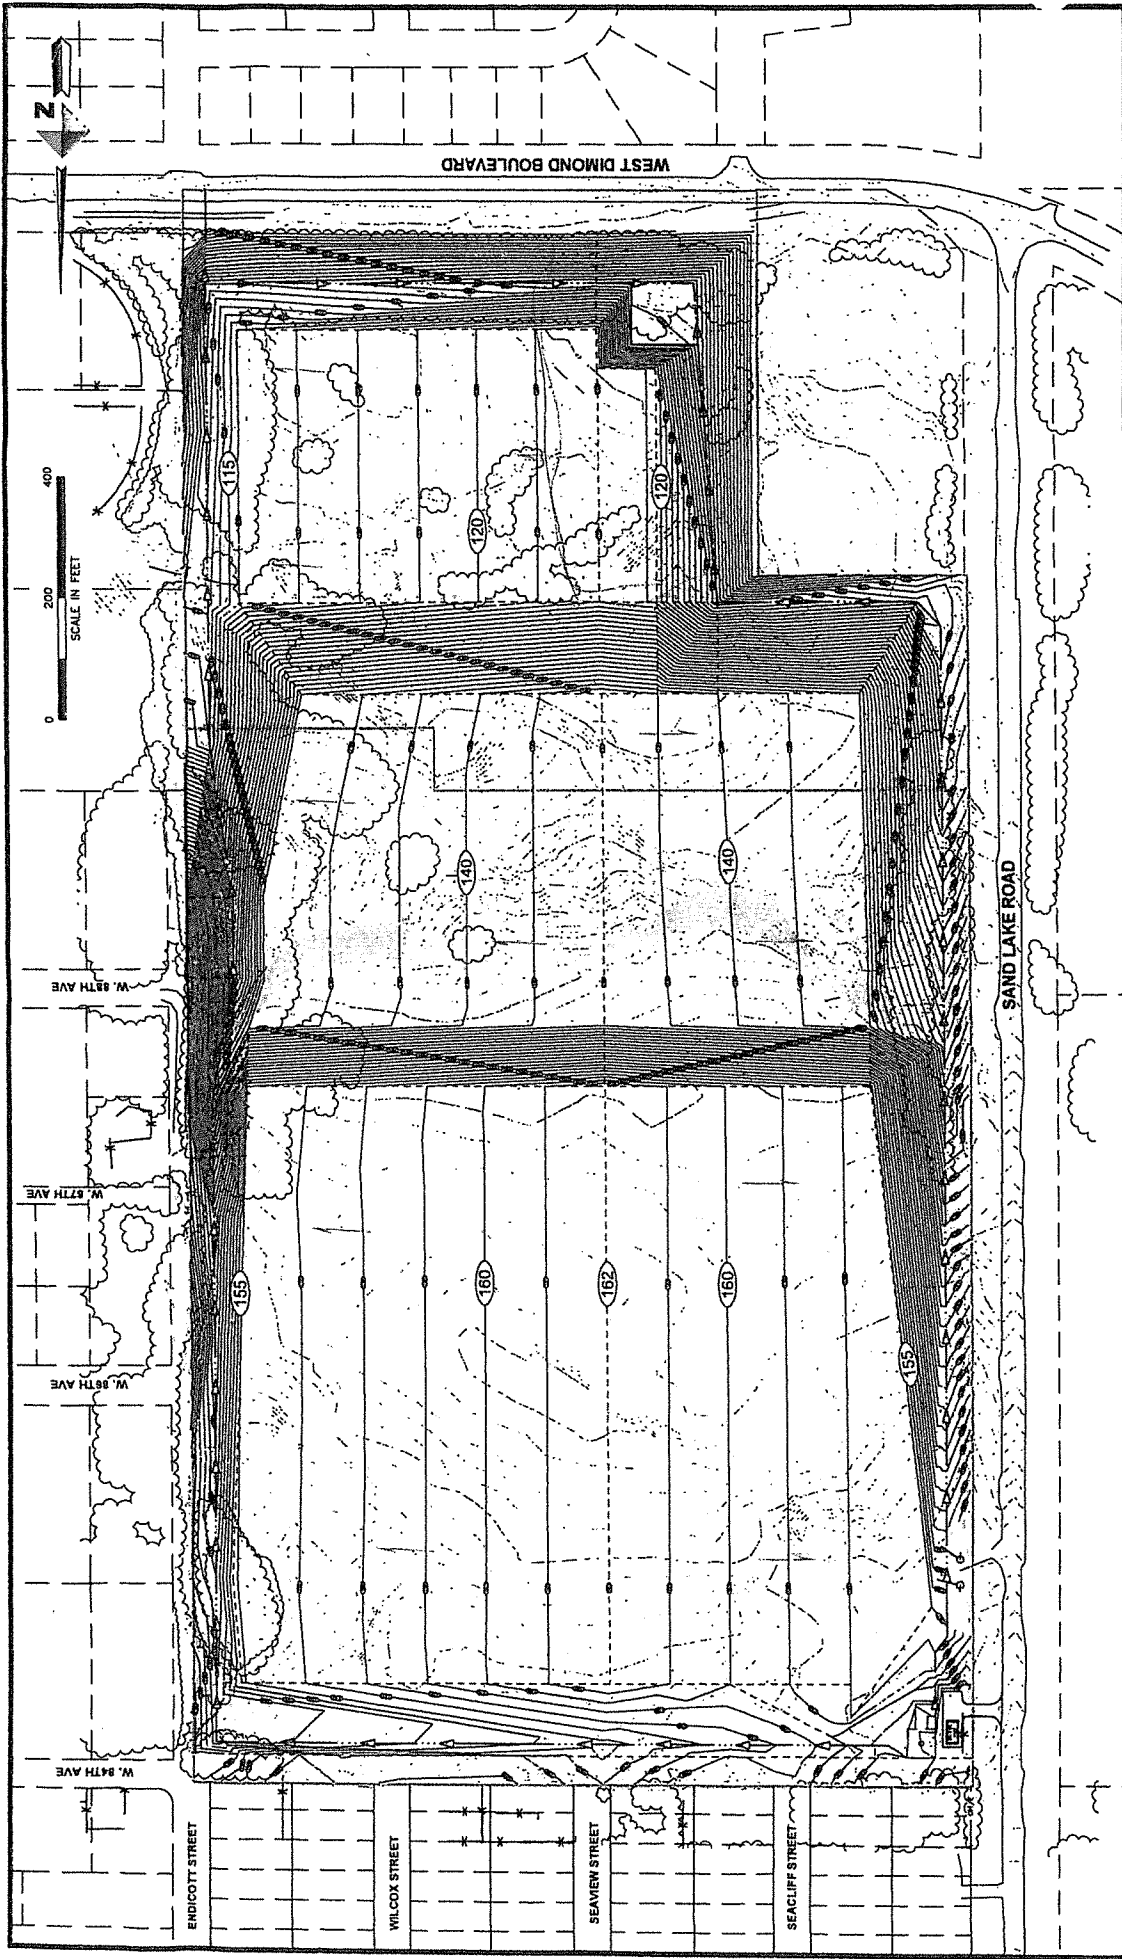 N
WEST DIMOND BOULEVARD
0 200 400
SCALE IN FEET
115
120
120
140
140
W. 88TH AVE
SAND LAKE ROAD
W. 87TH AVE
155
160
162
160
155
W. 86TH AVE
W. 84TH AVE
ENDICOTT STREET
WILCOX STREET
SEAVIEW STREET
SEACLIFF STREET